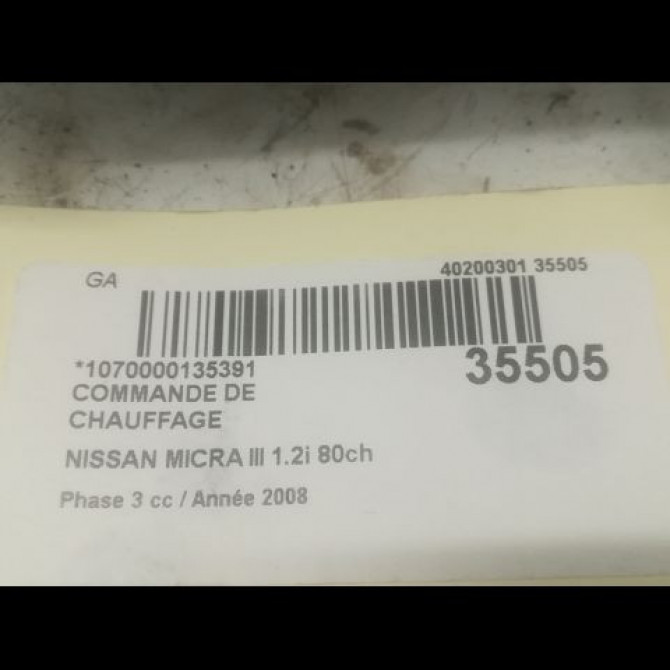 GA
40200301 35505
*1070000135391
35505
COMMANDE DE
CHAUFFAGE
NISSAN MICRA III 1.2i 80ch
Phase 3 cc / Année 2008